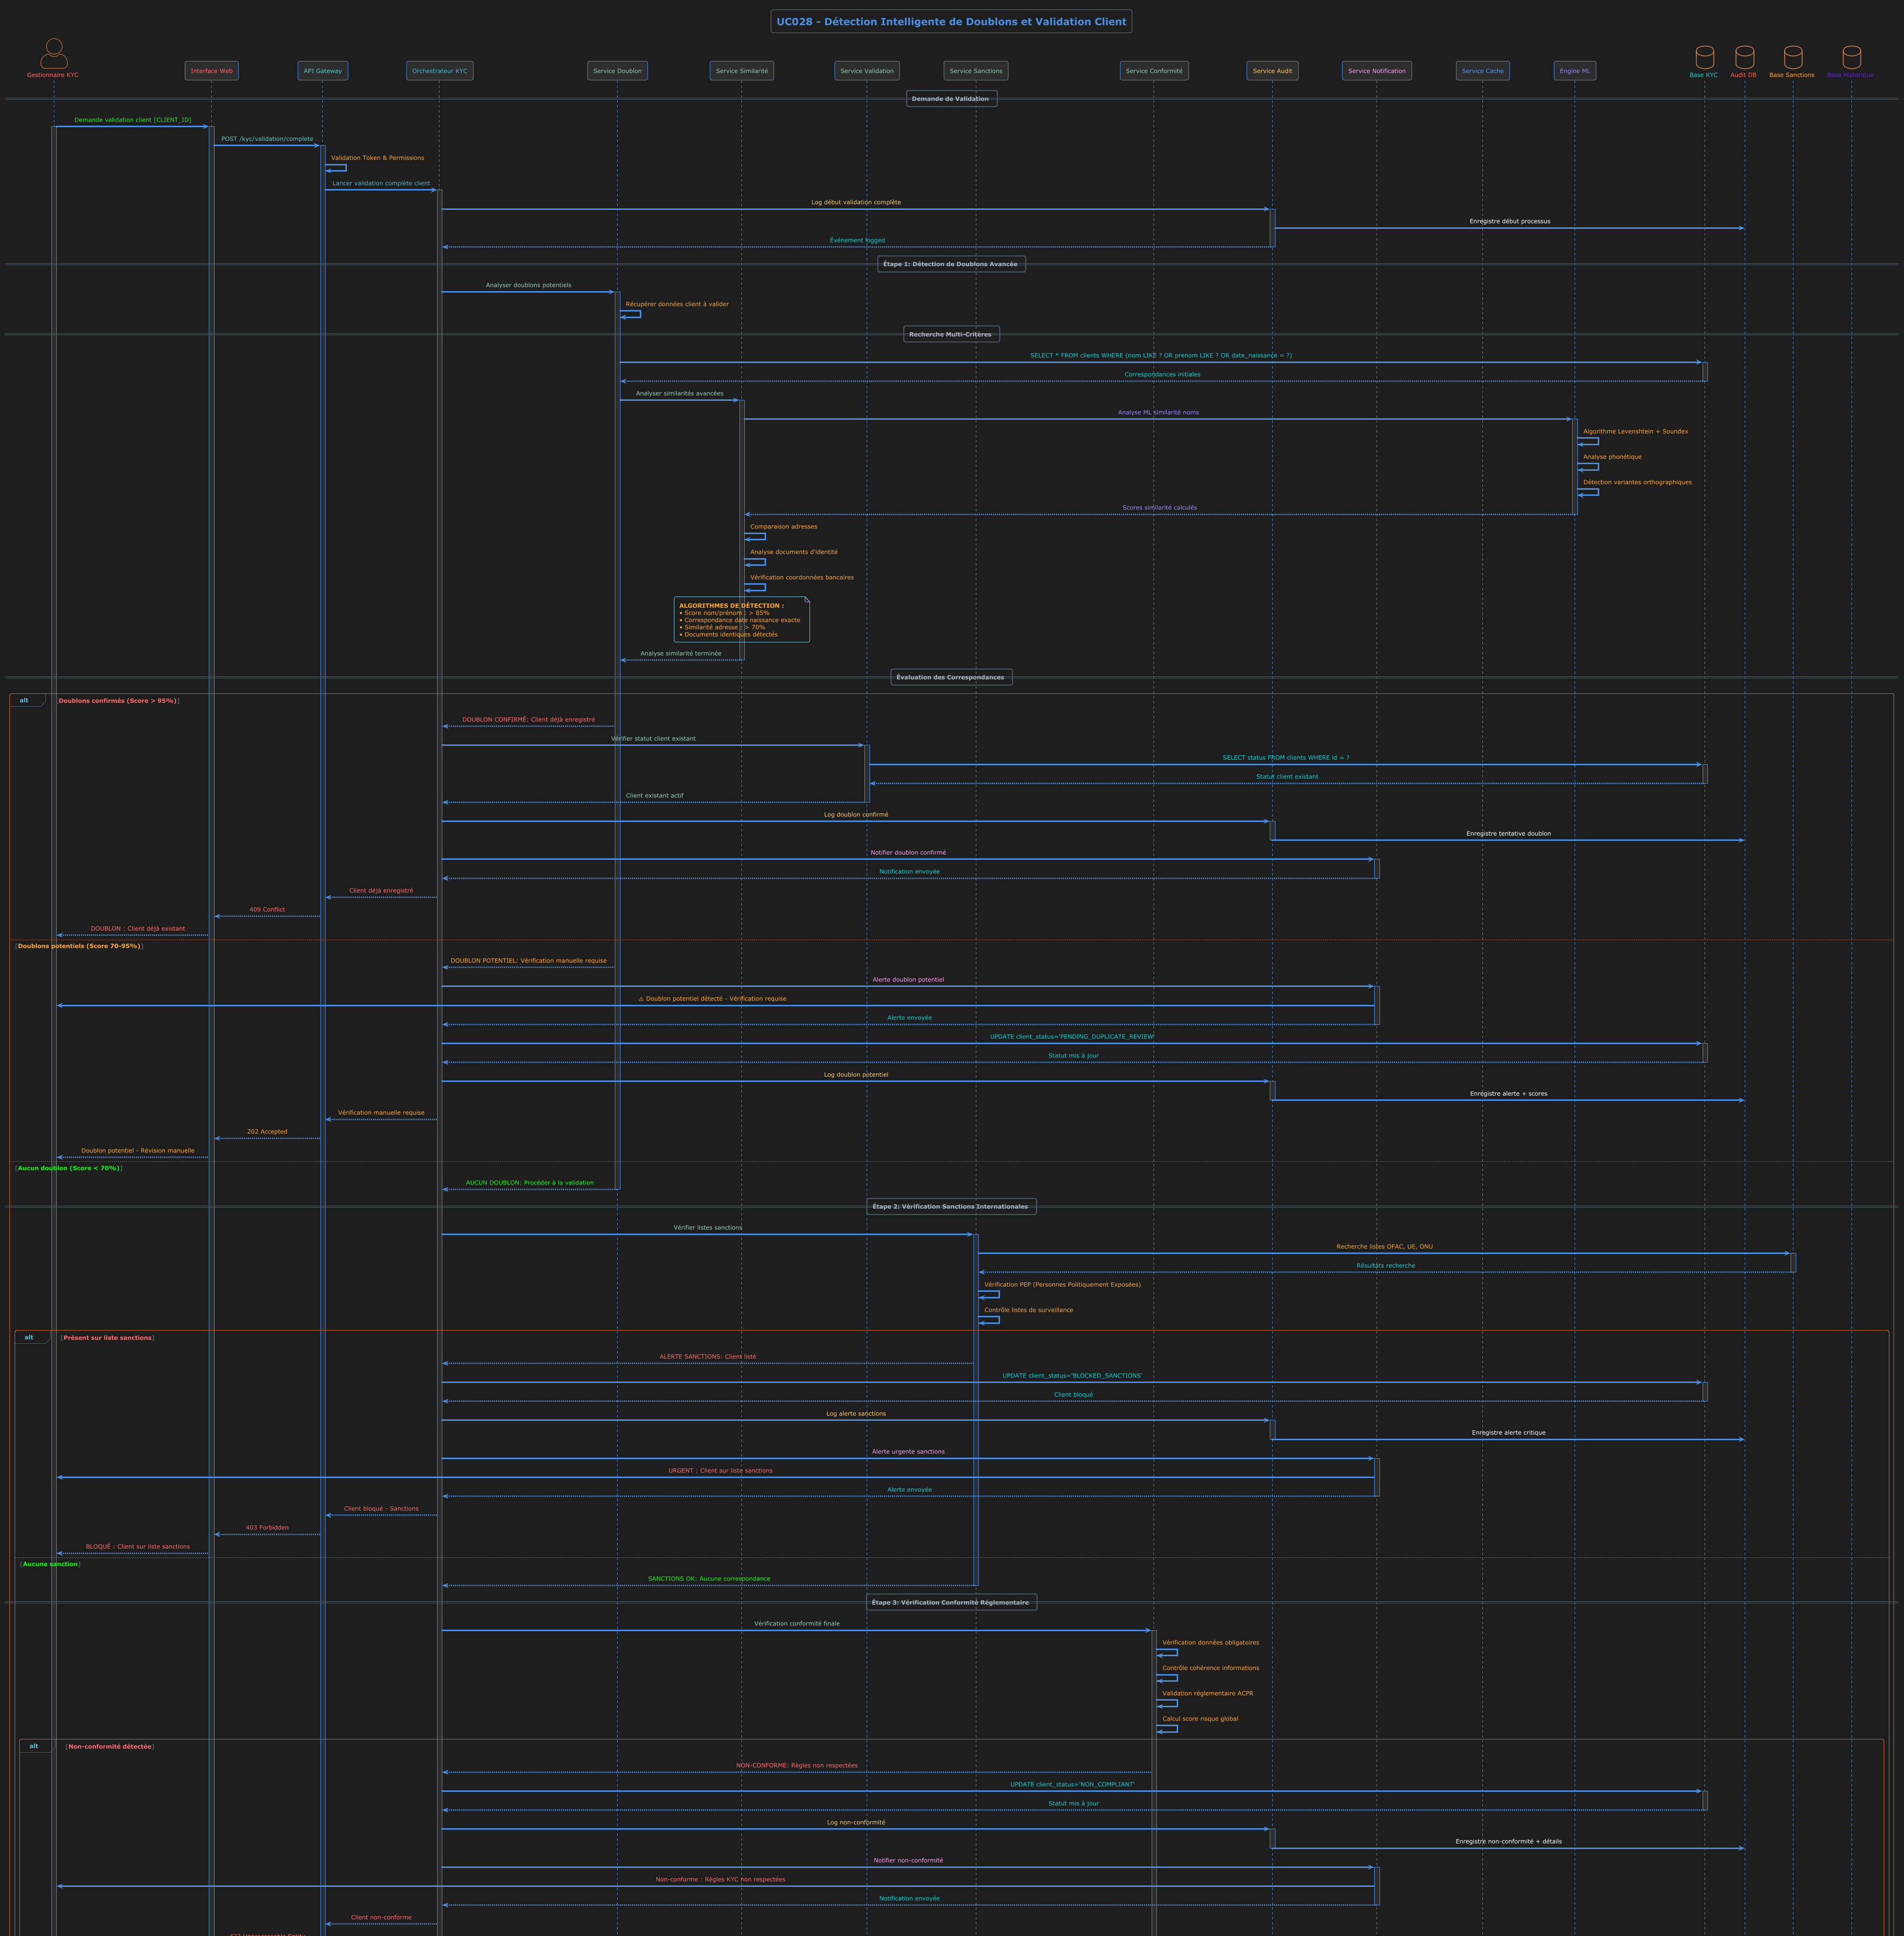 UC028 - Détection Intelligente de Doublons et Validation Client
Gestionnaire KYC
Interface Web
API Gateway
Orchestrateur KYC
Service Doublon
Service Similarité
Service Validation
Service Sanctions
Service Conformité
Service Audit
Service Notification
Service Cache
Engine ML
Base KYC
Audit DB
Base Sanctions
Base Historique
Demande de Validation
Demande validation client [CLIENT_ID]
POST /kyc/validation/complete
Validation Token & Permissions
Lancer validation complète client
Log début validation complète
Enregistre début processus
Événement logged
Étape 1: Détection de Doublons Avancée
Analyser doublons potentiels
Récupérer données client à valider
Recherche Multi-Critères
SELECT * FROM clients WHERE (nom LIKE ? OR prenom LIKE ? OR date_naissance = ?)
Correspondances initiales
Analyser similarités avancées
Analyse ML similarité noms
Algorithme Levenshtein + Soundex
Analyse phonétique
Détection variantes orthographiques
Scores similarité calculés
Comparaison adresses
Analyse documents d'identité
Vérification coordonnées bancaires
ALGORITHMES DE DÉTECTION :
• Score nom/prénom : > 85%
• Correspondance date naissance exacte
• Similarité adresse : > 70%
• Documents identiques détectés
Analyse similarité terminée
Évaluation des Correspondances
alt
[Doublons confirmés (Score > 95%)]
DOUBLON CONFIRMÉ: Client déjà enregistré
Vérifier statut client existant
SELECT status FROM clients WHERE id = ?
Statut client existant
Client existant actif
Log doublon confirmé
Enregistre tentative doublon
Notifier doublon confirmé
Notification envoyée
Client déjà enregistré
409 Conflict
DOUBLON : Client déjà existant
[Doublons potentiels (Score 70-95%)]
DOUBLON POTENTIEL: Vérification manuelle requise
Alerte doublon potentiel
⚠ Doublon potentiel détecté - Vérification requise
Alerte envoyée
UPDATE client_status='PENDING_DUPLICATE_REVIEW'
Statut mis à jour
Log doublon potentiel
Enregistre alerte + scores
Vérification manuelle requise
202 Accepted
Doublon potentiel - Révision manuelle
[Aucun doublon (Score < 70%)]
AUCUN DOUBLON: Procéder à la validation
Étape 2: Vérification Sanctions Internationales
Vérifier listes sanctions
Recherche listes OFAC, UE, ONU
Résultats recherche
Vérification PEP (Personnes Politiquement Exposées)
Contrôle listes de surveillance
alt
[Présent sur liste sanctions]
ALERTE SANCTIONS: Client listé
UPDATE client_status='BLOCKED_SANCTIONS'
Client bloqué
Log alerte sanctions
Enregistre alerte critique
Alerte urgente sanctions
URGENT : Client sur liste sanctions
Alerte envoyée
Client bloqué - Sanctions
403 Forbidden
BLOQUÉ : Client sur liste sanctions
[Aucune sanction]
SANCTIONS OK: Aucune correspondance
Étape 3: Vérification Conformité Réglementaire
Vérification conformité finale
Vérification données obligatoires
Contrôle cohérence informations
Validation réglementaire ACPR
Calcul score risque global
alt
[Non-conformité détectée]
NON-CONFORME: Règles non respectées
UPDATE client_status='NON_COMPLIANT'
Statut mis à jour
Log non-conformité
Enregistre non-conformité + détails
Notifier non-conformité
Non-conforme : Règles KYC non respectées
Notification envoyée
Client non-conforme